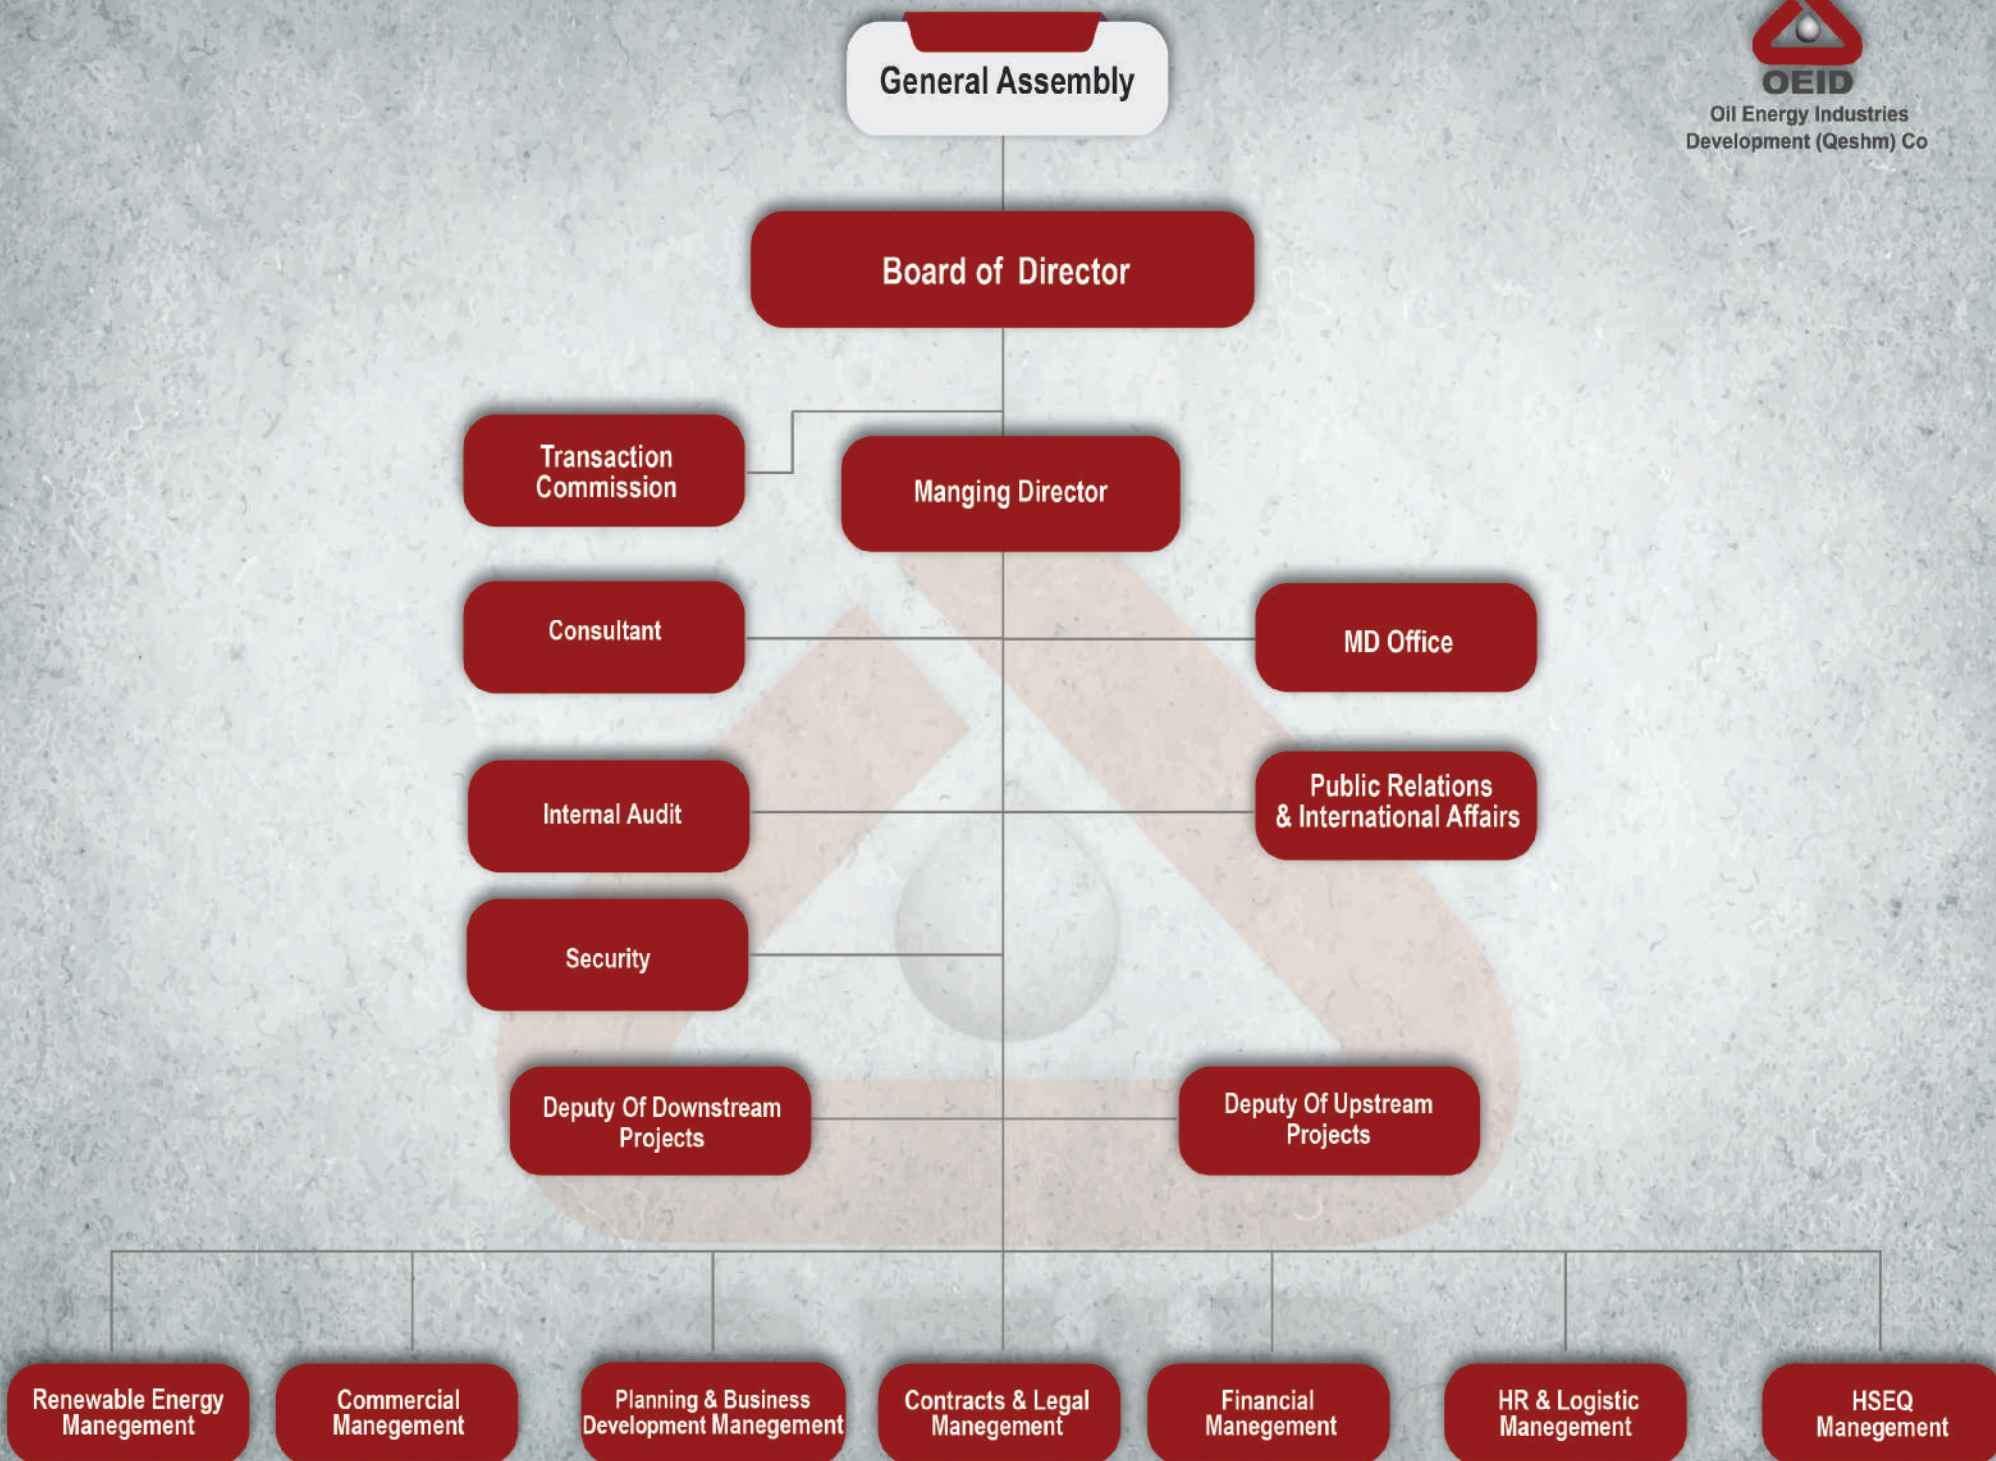 General Assembly
OEID
Oil Energy Industries
Development (Qeshm) Co
Board of Director
Transaction
Commission
Manging Director
Consultant
MD Office
Internal Audit
Public Relations
& International Affairs
Security
Deputy Of Downstream
Projects
Deputy Of Upstream
Projects
Renewable Energy
Manegement
Commercial
Manegement
Planning & Business
Development Manegement
Contracts & Legal
Manegement
Financial
Manegement
HR & Logistic
Manegement
HSEQ
Manegement